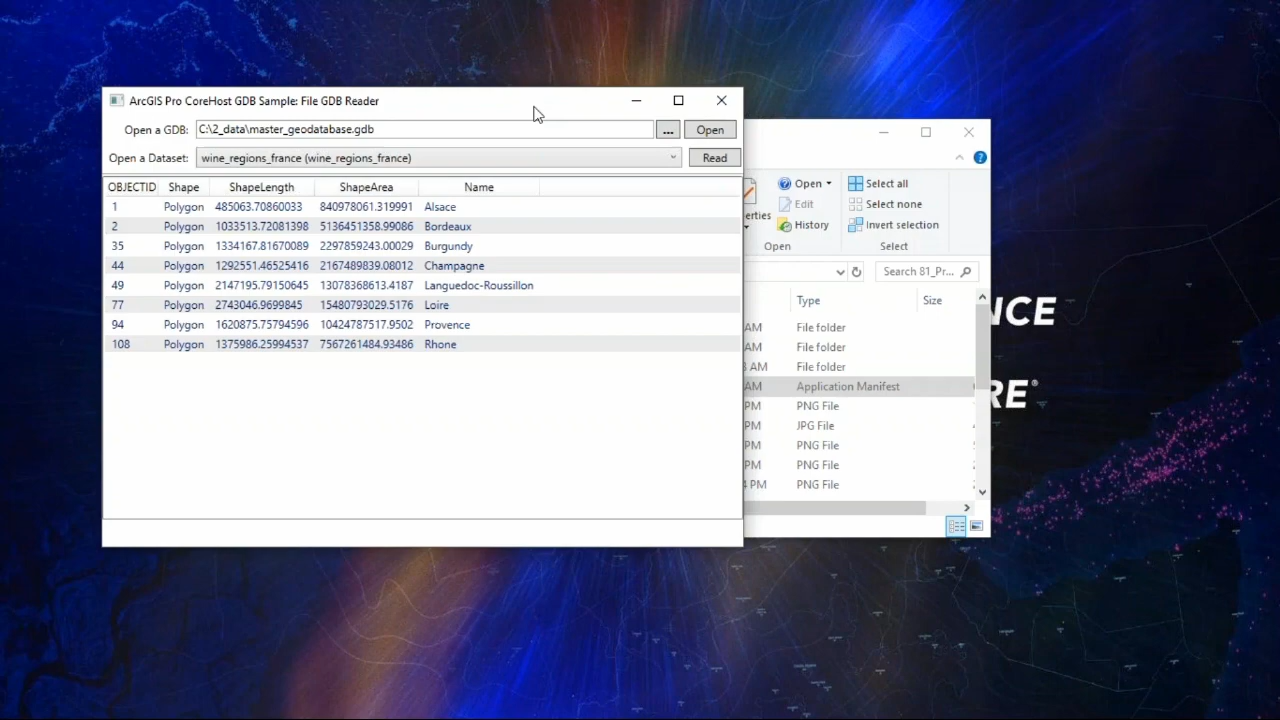 ArcGIS Pro CoreHost GDB Sample: File GDB Reader
Open a GDB: C:\2_data\master_geodatabase.gdb ... Open
Open a Dataset: wine_regions_france (wine_regions_france) Read
OBJECTID Shape ShapeLength ShapeArea Name
1 Polygon 485063.70860033 840978061.319991 Alsace
2 Polygon 1033513.72081398 5136451358.99086 Bordeaux
35 Polygon 1334167.81670089 2297859243.00029 Burgundy
44 Polygon 1292551.46525416 2167489839.08012 Champagne
49 Polygon 2147195.79150645 13078368613.4187 Languedoc-Roussillon
77 Polygon 2743046.9699845 15480793029.5176 Loire
94 Polygon 1620875.75794596 10424787517.9502 Provence
108 Polygon 1375986.25994537 7567261484.93486 Rhone
Open Select all
Edit Select none
erties History Invert selection
Open Select
Search 81_Pr...
Type Size
AM File folder
AM File folder
3 AM File folder
AM Application Manifest
PM PNG File
PM JPG File
PM PNG File
PM PNG File
4 PM PNG File
NCE
RE®